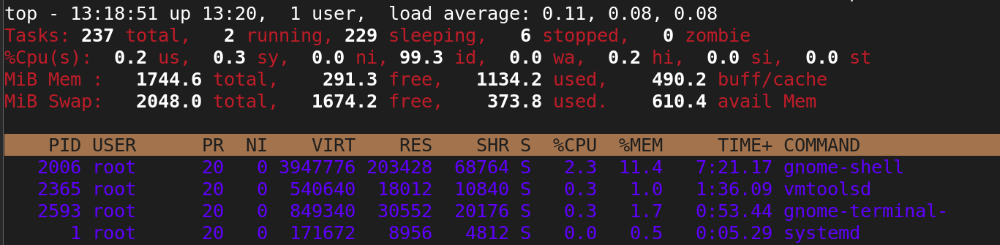 top - 13:18:51 up 13:20,  1 user,  load average: 0.11, 0.08, 0.08
Tasks: 237 total,   2 running, 229 sleeping,   6 stopped,   0 zombie
%Cpu(s):  0.2 us,  0.3 sy,  0.0 ni, 99.3 id,  0.0 wa,  0.2 hi,  0.0 si,  0.0 st
MiB Mem :   1744.6 total,    291.3 free,   1134.2 used,    490.2 buff/cache
MiB Swap:   2048.0 total,   1674.2 free,    373.8 used.    610.4 avail Mem
    PID USER      PR  NI    VIRT    RES    SHR S  %CPU  %MEM     TIME+ COMMAND
   2006 root      20   0 3947776 203428  68764 S   2.3  11.4   7:21.17 gnome-shell
   2365 root      20   0  540640  18012  10840 S   0.3   1.0   1:36.09 vmtoolsd
   2593 root      20   0  849340  30552  20176 S   0.3   1.7   0:53.44 gnome-terminal-
      1 root      20   0  171672   8956   4812 S   0.0   0.5   0:05.29 systemd